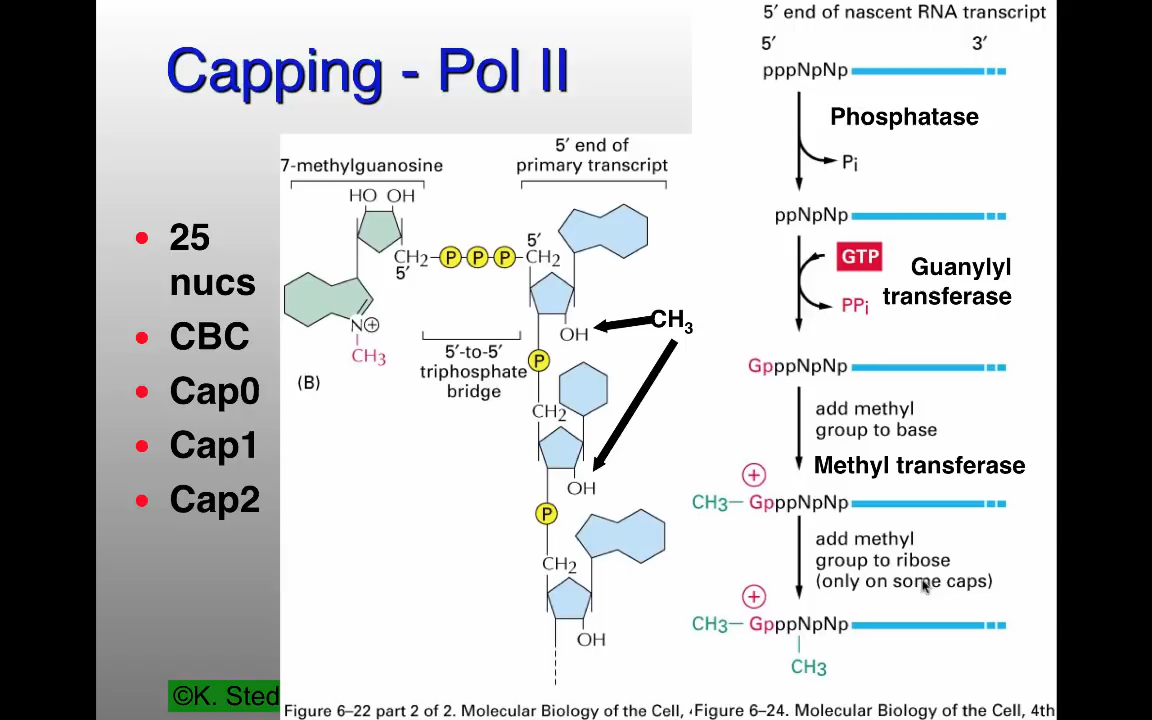 Capping - Pol II
• 25
nucs
• CBC
• Cap0
• Cap1
• Cap2
©K. Sted
7-methylguanosine
5′ end of
primary transcript
HO OH
CH2
5′
P P P
5′
CH2
N+
CH3
OH
CH3
5′-to-5′
triphosphate
bridge
(B)
P
CH2
OH
P
CH2
OH
Figure 6–22 part 2 of 2. Molecular Biology of the Cell,
5′ end of nascent RNA transcript
5′ 3′
pppNpNp
Phosphatase
Pi
ppNpNp
GTP
Guanylyl
transferase
PPi
GpppNpNp
add methyl
group to base
Methyl transferase
+
CH3–GpppNpNp
add methyl
group to ribose
(only on some caps)
+
CH3–GpppNpNp
CH3
Figure 6–24. Molecular Biology of the Cell, 4th